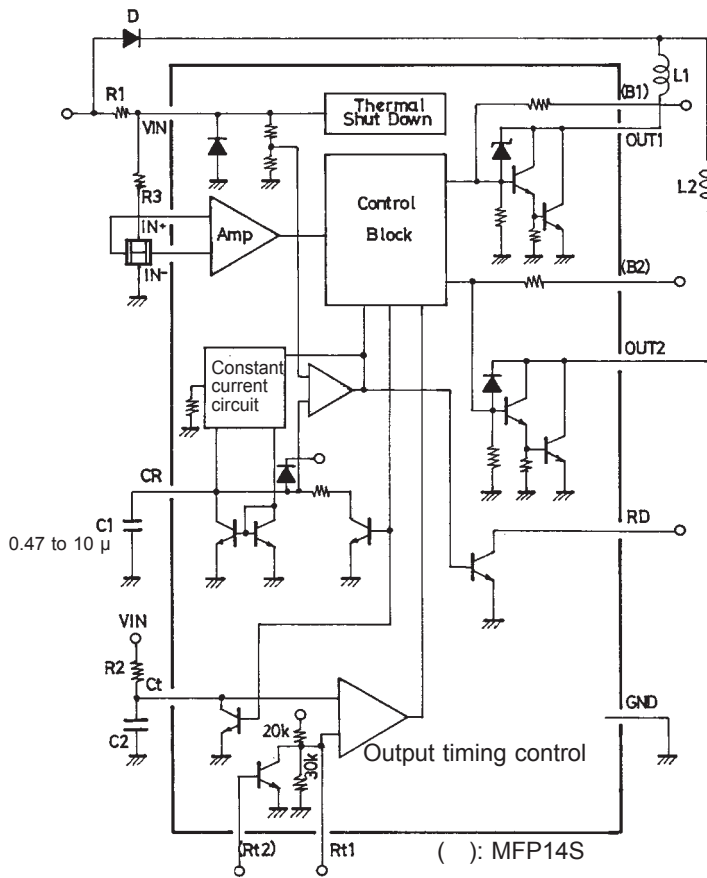 D
L1
R1
(B1)
VIN
Thermal
Shut Down
OUT1
R3
L2
IN+
Amp
Control
Block
IN-
(B2)
OUT2
Constant
current
circuit
CR
C1
0.47 to 10 μ
RD
VIN
R2
Ct
GND
C2
20k
30k
Output timing control
(Rt2)
Rt1
( ): MFP14S